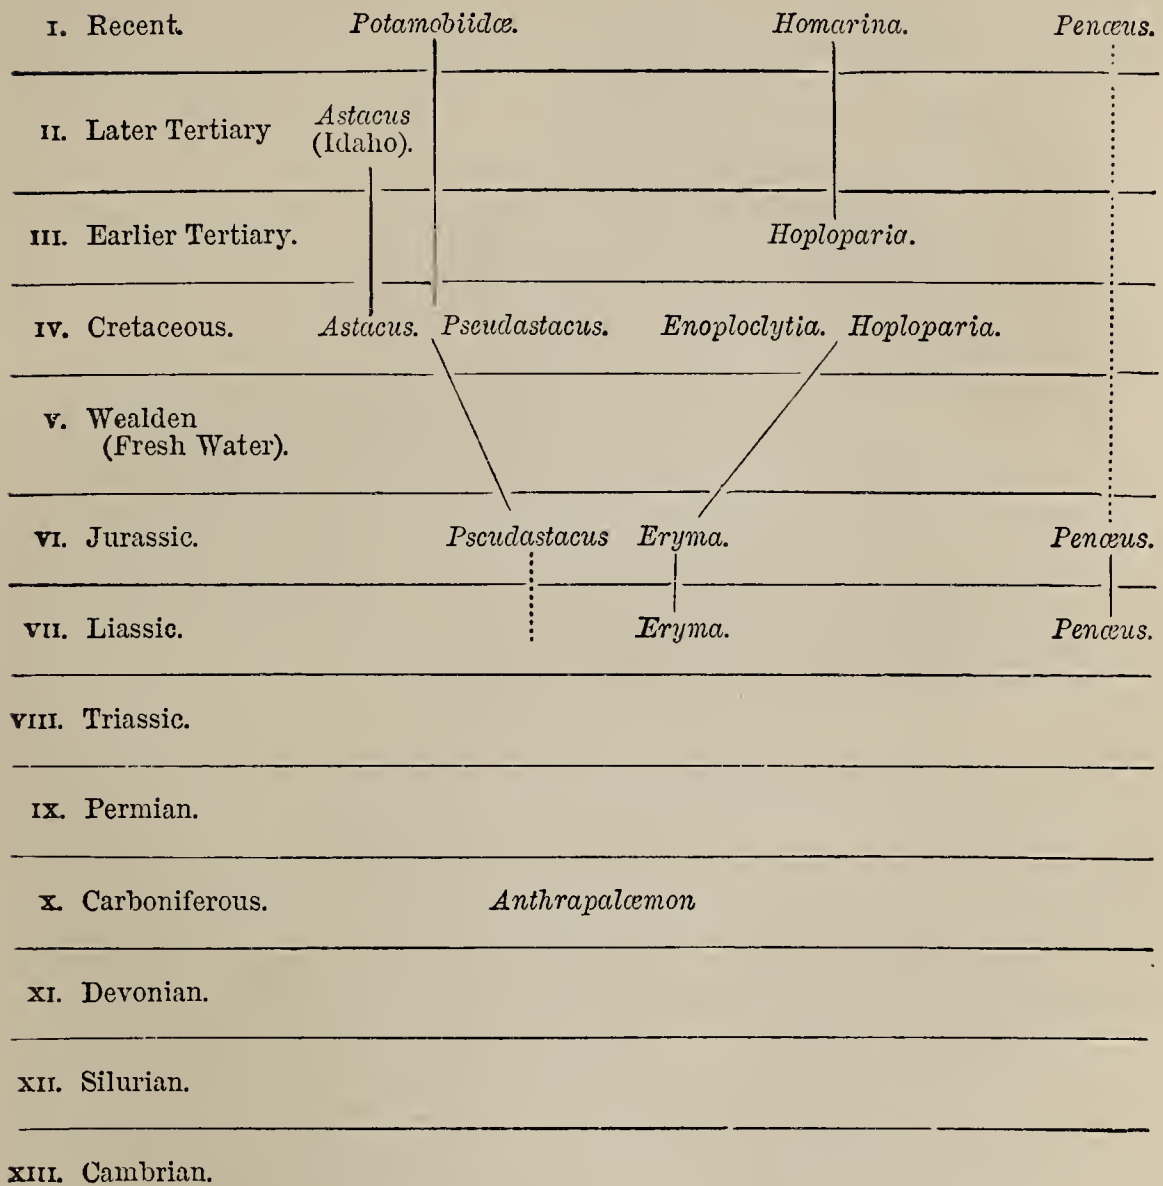 I. Recent. Potamobiidæ. Homarina. Penæus.
Astacus
II. Later Tertiary (Idaho).
III. Earlier Tertiary. Hoploparia.
IV. Cretaceous. Astacus. Pseudastacus. Enoploclytia. Hoploparia.
V. Wealden
(Fresh Water).
VI. Jurassic. Pseudastacus Eryma. Penæus.
VII. Liassic. Eryma. Penæus.
VIII. Triassic.
IX. Permian.
X. Carboniferous. Anthrapalæmon
XI. Devonian.
XII. Silurian.
XIII. Cambrian.